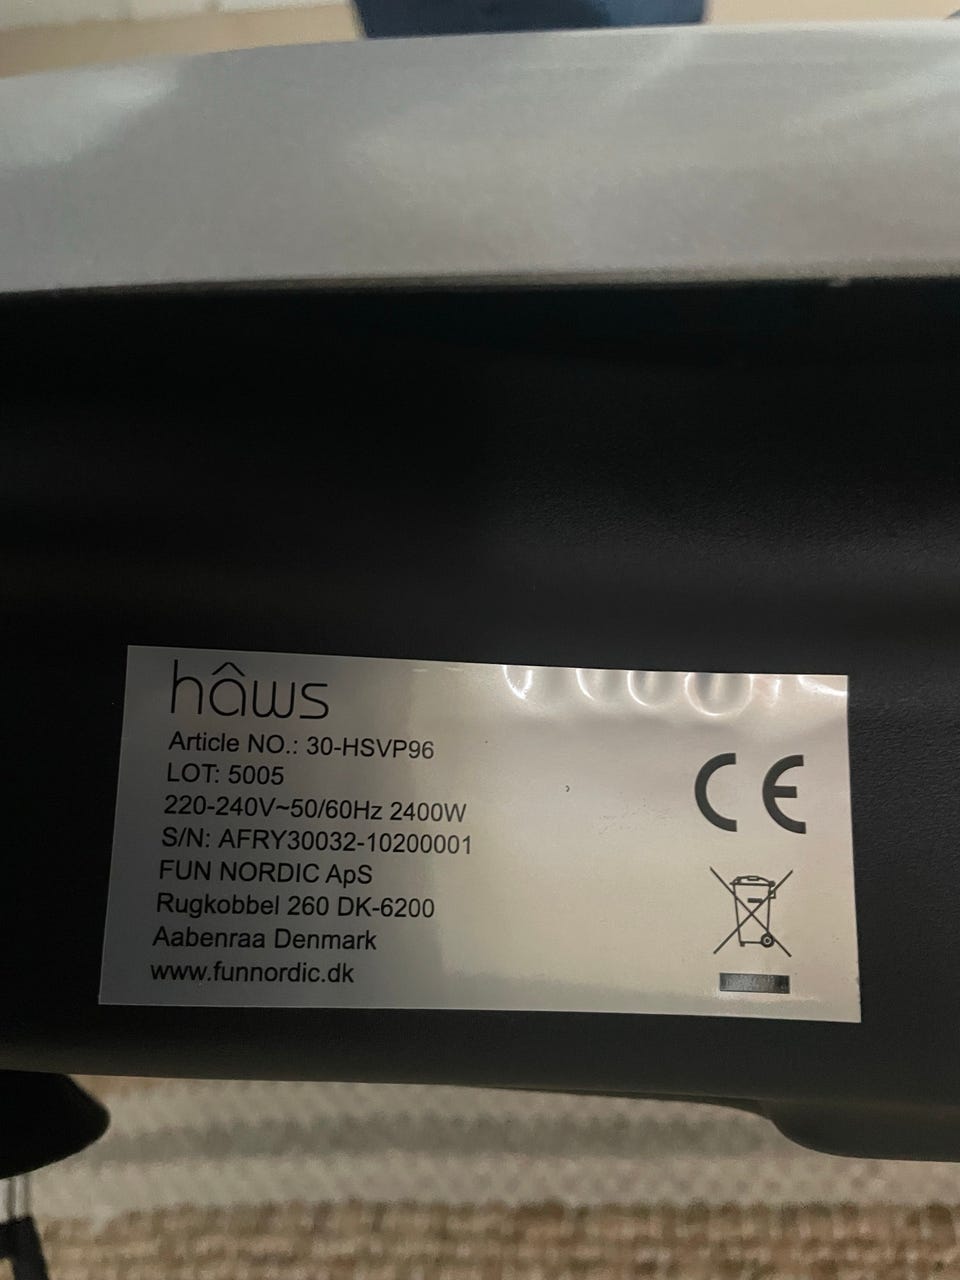 hâws
Article NO.: 30-HSVP96
LOT: 5005
220-240V~50/60Hz 2400W
S/N: AFRY30032-10200001
FUN NORDIC ApS
Rugkobbel 260 DK-6200
Aabenraa Denmark
www.funnordic.dk
CE